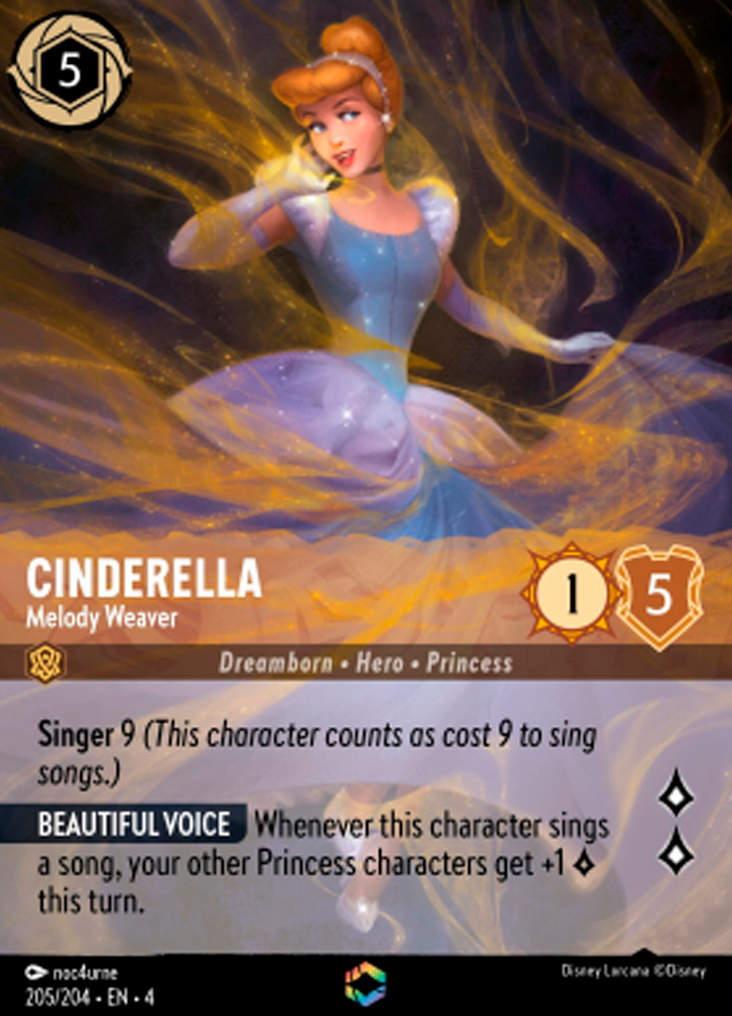 5
CINDERELLA
Melody Weaver
1 5
Dreamborn • Hero • Princess
Singer 9 (This character counts as cost 9 to sing
songs.)
BEAUTIFUL VOICE Whenever this character sings
a song, your other Princess characters get +1
this turn.
noc4urne
Disney Lorcana ©Disney
205/204 • EN • 4